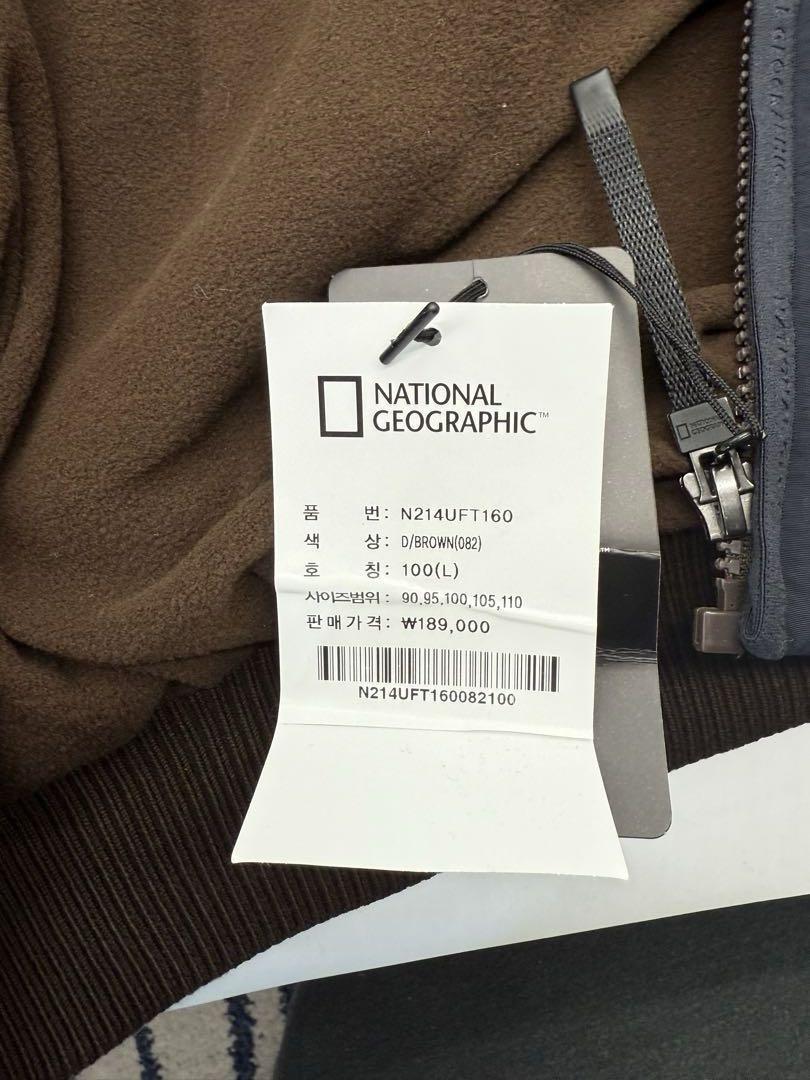 NATIONAL
GEOGRAPHIC™
품 번: N214UFT160
색 상: D/BROWN(082)
호 칭: 100(L)
사이즈범위: 90,95,100,105,110
판매가격: ₩189,000
N214UFT160082100
TM